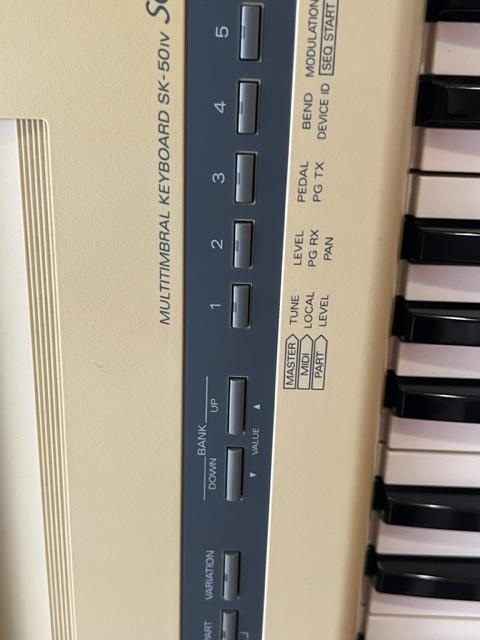 MULTITIMBRAL KEYBOARD SK-50IV
PART
VARIATION
BANK
DOWN
UP
▼ VALUE ▲
1
2
3
4
5
MASTER TUNE LEVEL PEDAL BEND MODULATION
MIDI LOCAL PG RX PG TX DEVICE ID SEQ START
PART LEVEL PAN